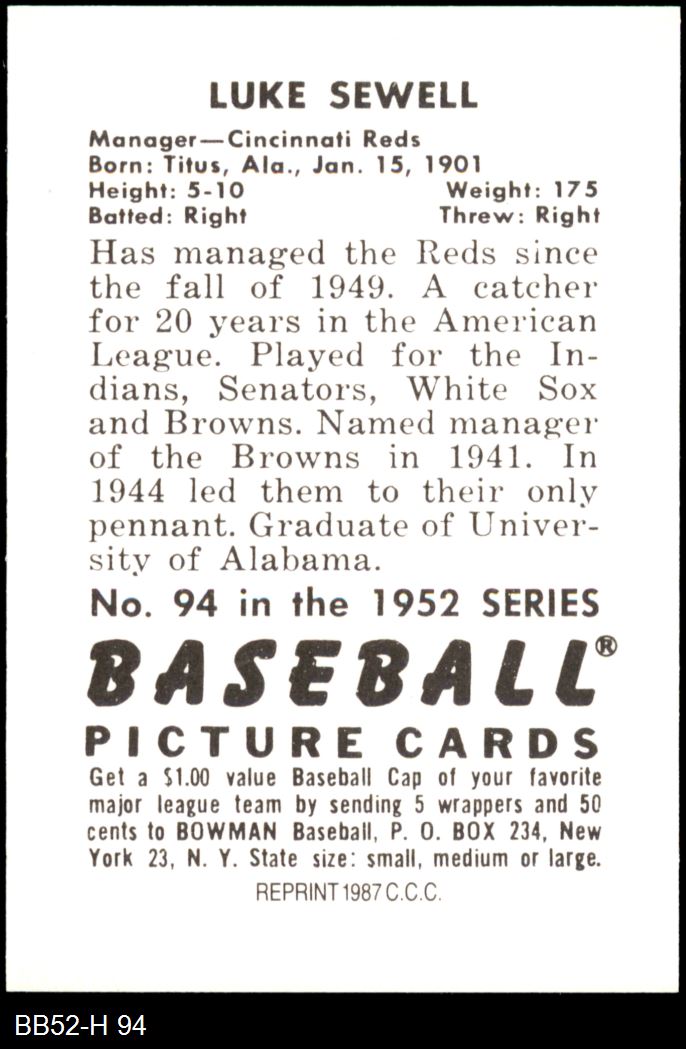 LUKE SEWELL
Manager—Cincinnati Reds
Born: Titus, Ala., Jan. 15, 1901
Height: 5-10 Weight: 175
Batted: Right Threw: Right
Has managed the Reds since
the fall of 1949. A catcher
for 20 years in the American
League. Played for the In-
dians, Senators, White Sox
and Browns. Named manager
of the Browns in 1941. In
1944 led them to their only
pennant. Graduate of Univer-
sity of Alabama.
No. 94 in the 1952 SERIES
BASEBALL®
PICTURE CARDS
Get a $1.00 value Baseball Cap of your favorite
major league team by sending 5 wrappers and 50
cents to BOWMAN Baseball, P. O. BOX 234, New
York 23, N. Y. State size: small, medium or large.
REPRINT 1987 C.C.C.
BB52-H 94